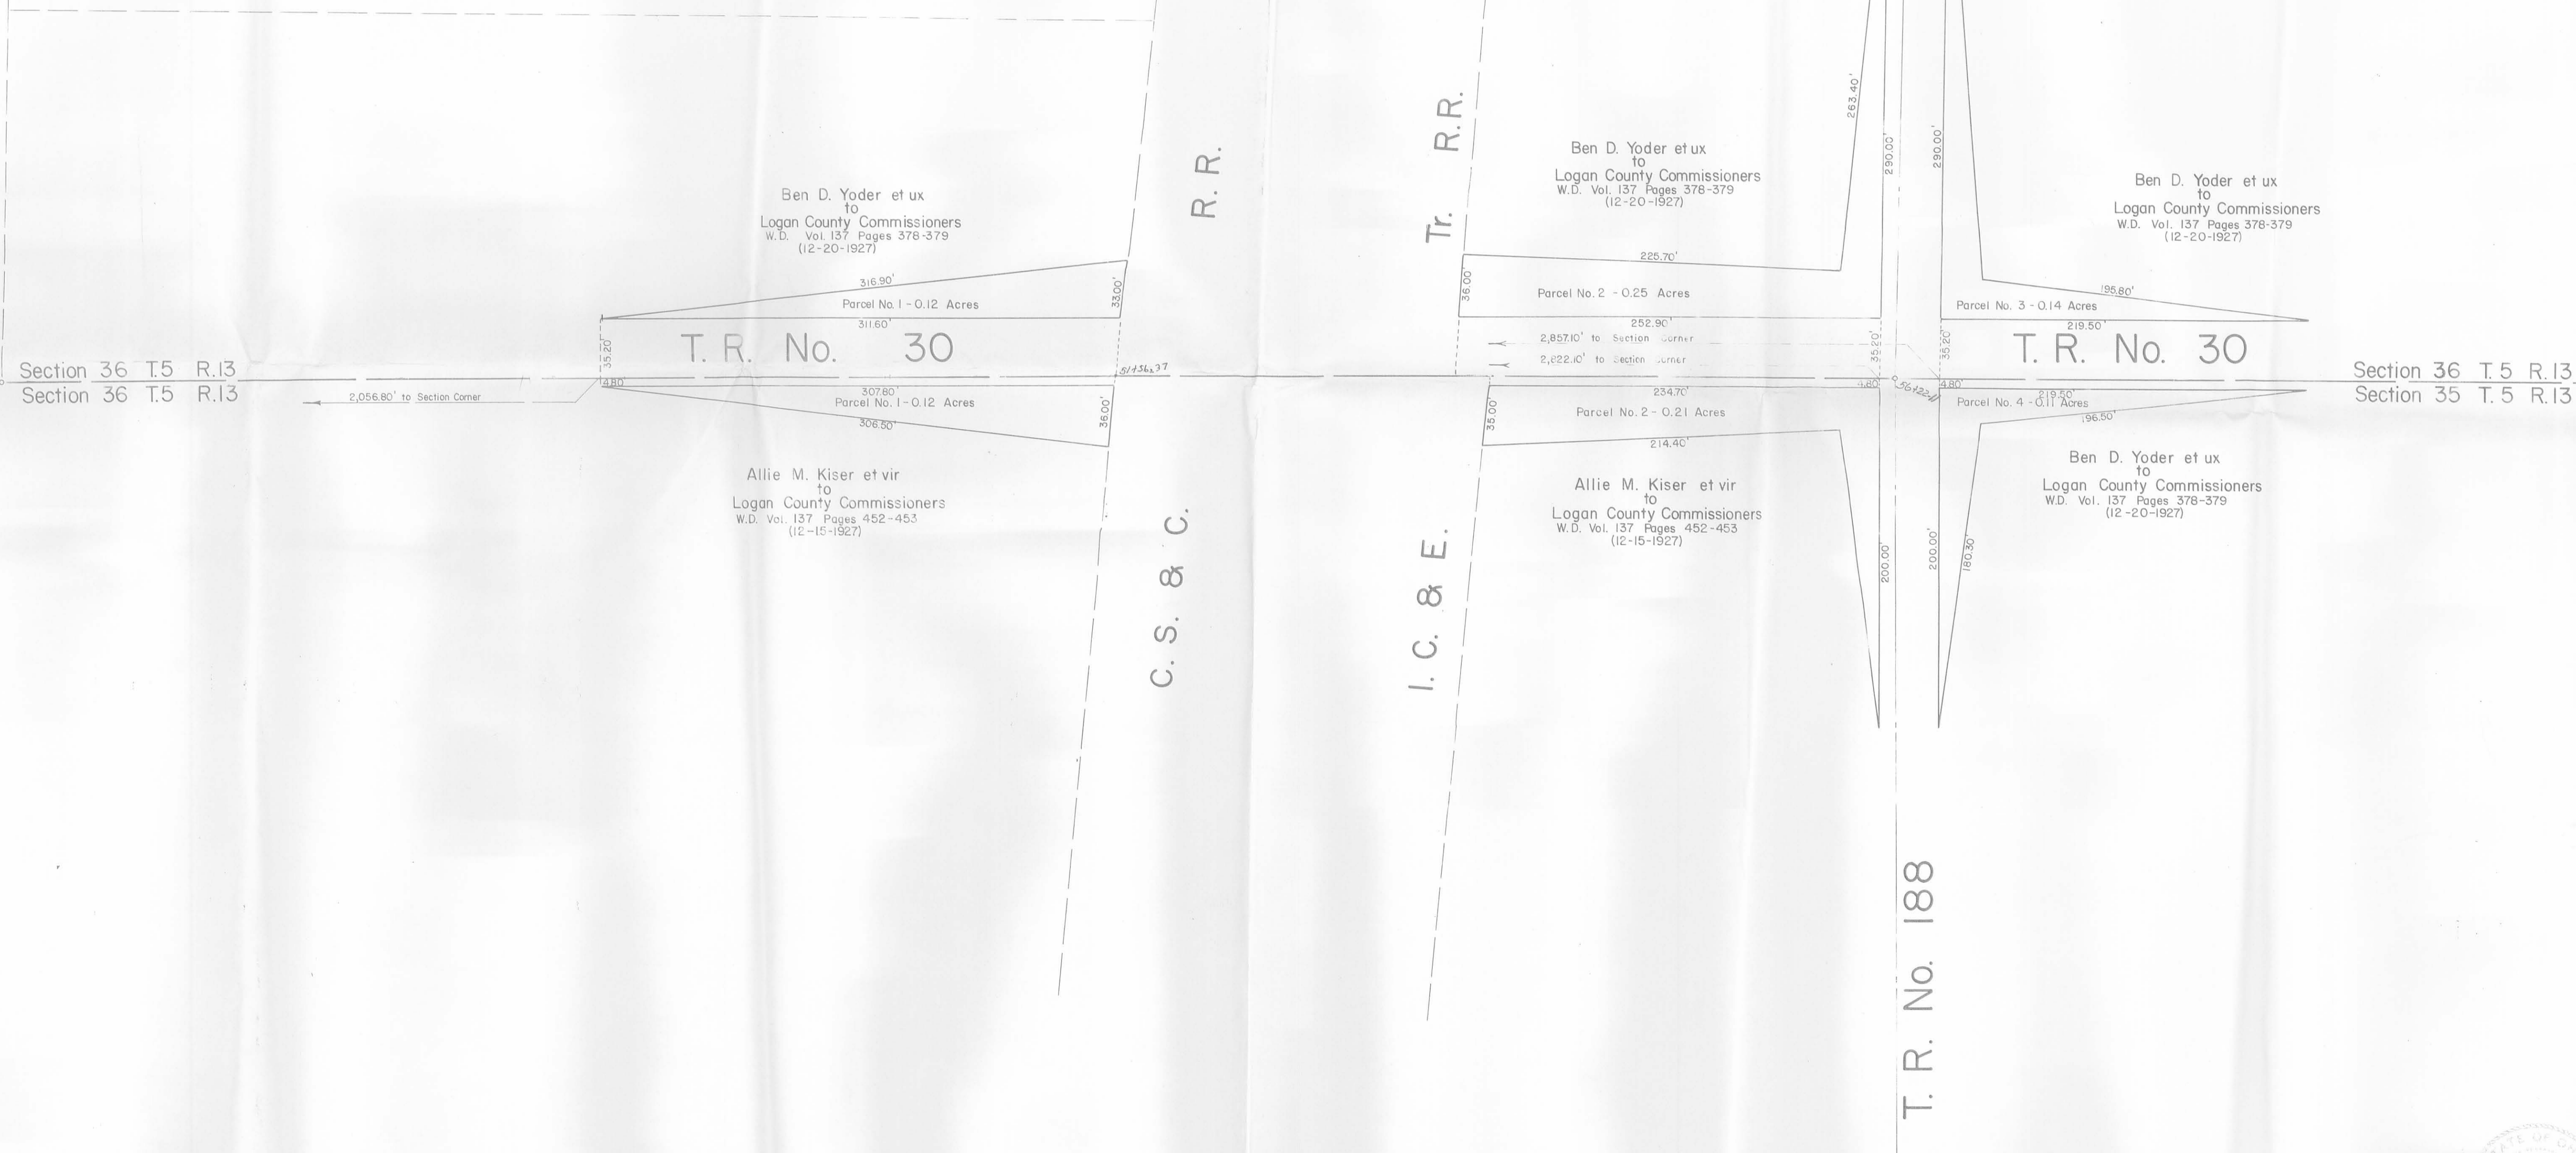 R. R.
Tr. R.R.
263.40'
290.00'
290.00'
Ben D. Yoder et ux
to
Logan County Commissioners
W.D. Vol. 137 Pages 378-379
(12-20-1927)
Ben D. Yoder et ux
to
Logan County Commissioners
W.D. Vol. 137 Pages 378-379
(12-20-1927)
Ben D. Yoder et ux
to
Logan County Commissioners
W.D. Vol. 137 Pages 378-379
(12-20-1927)
316.90'
Parcel No. 1 - 0.12 Acres
33.00'
311.60'
225.70'
36.00'
Parcel No. 2 - 0.25 Acres
252.90'
195.80'
Parcel No. 3 - 0.14 Acres
219.50'
35.20'
T. R. No. 30
2,857.10' to Section Corner
2,822.10' to Section Corner
35.20'
35.20'
T. R. No. 30
Section 36 T.5 R.13
Section 36 T.5 R.13
Section 36 T.5 R.13
Section 35 T.5 R.13
2,056.80' to Section Corner
4.80'
307.80'
Parcel No. 1 - 0.12 Acres
36.00'
306.50'
51+56.37
234.70'
4.80'
4.80'
35.00'
Parcel No. 2 - 0.21 Acres
214.40'
219.50'
Parcel No. 4 - 0.11 Acres
196.50'
Allie M. Kiser et vir
to
Logan County Commissioners
W.D. Vol. 137 Pages 452-453
(12-15-1927)
Allie M. Kiser et vir
to
Logan County Commissioners
W.D. Vol. 137 Pages 452-453
(12-15-1927)
Ben D. Yoder et ux
to
Logan County Commissioners
W.D. Vol. 137 Pages 378-379
(12-20-1927)
200.00'
200.00'
180.30'
C. S. & C.
I. C. & E.
T. R. No. 188